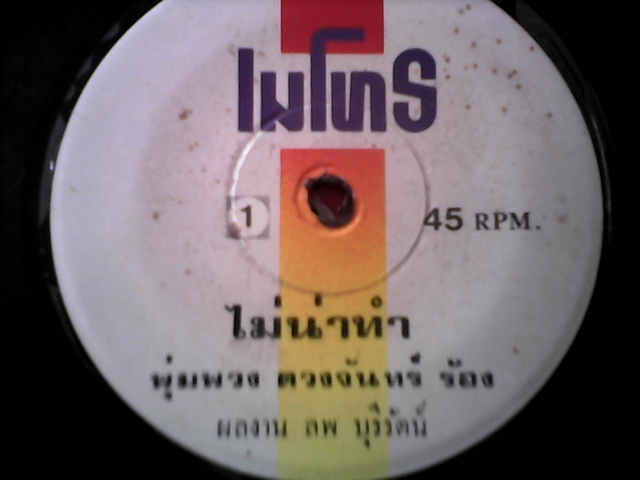 ไมโทร
1
45 RPM.
ไม่น่าทำ
พุ่มพวง ดวงจันทร์ ร้อง
ผลงาน ลพ บุรีรัตน์